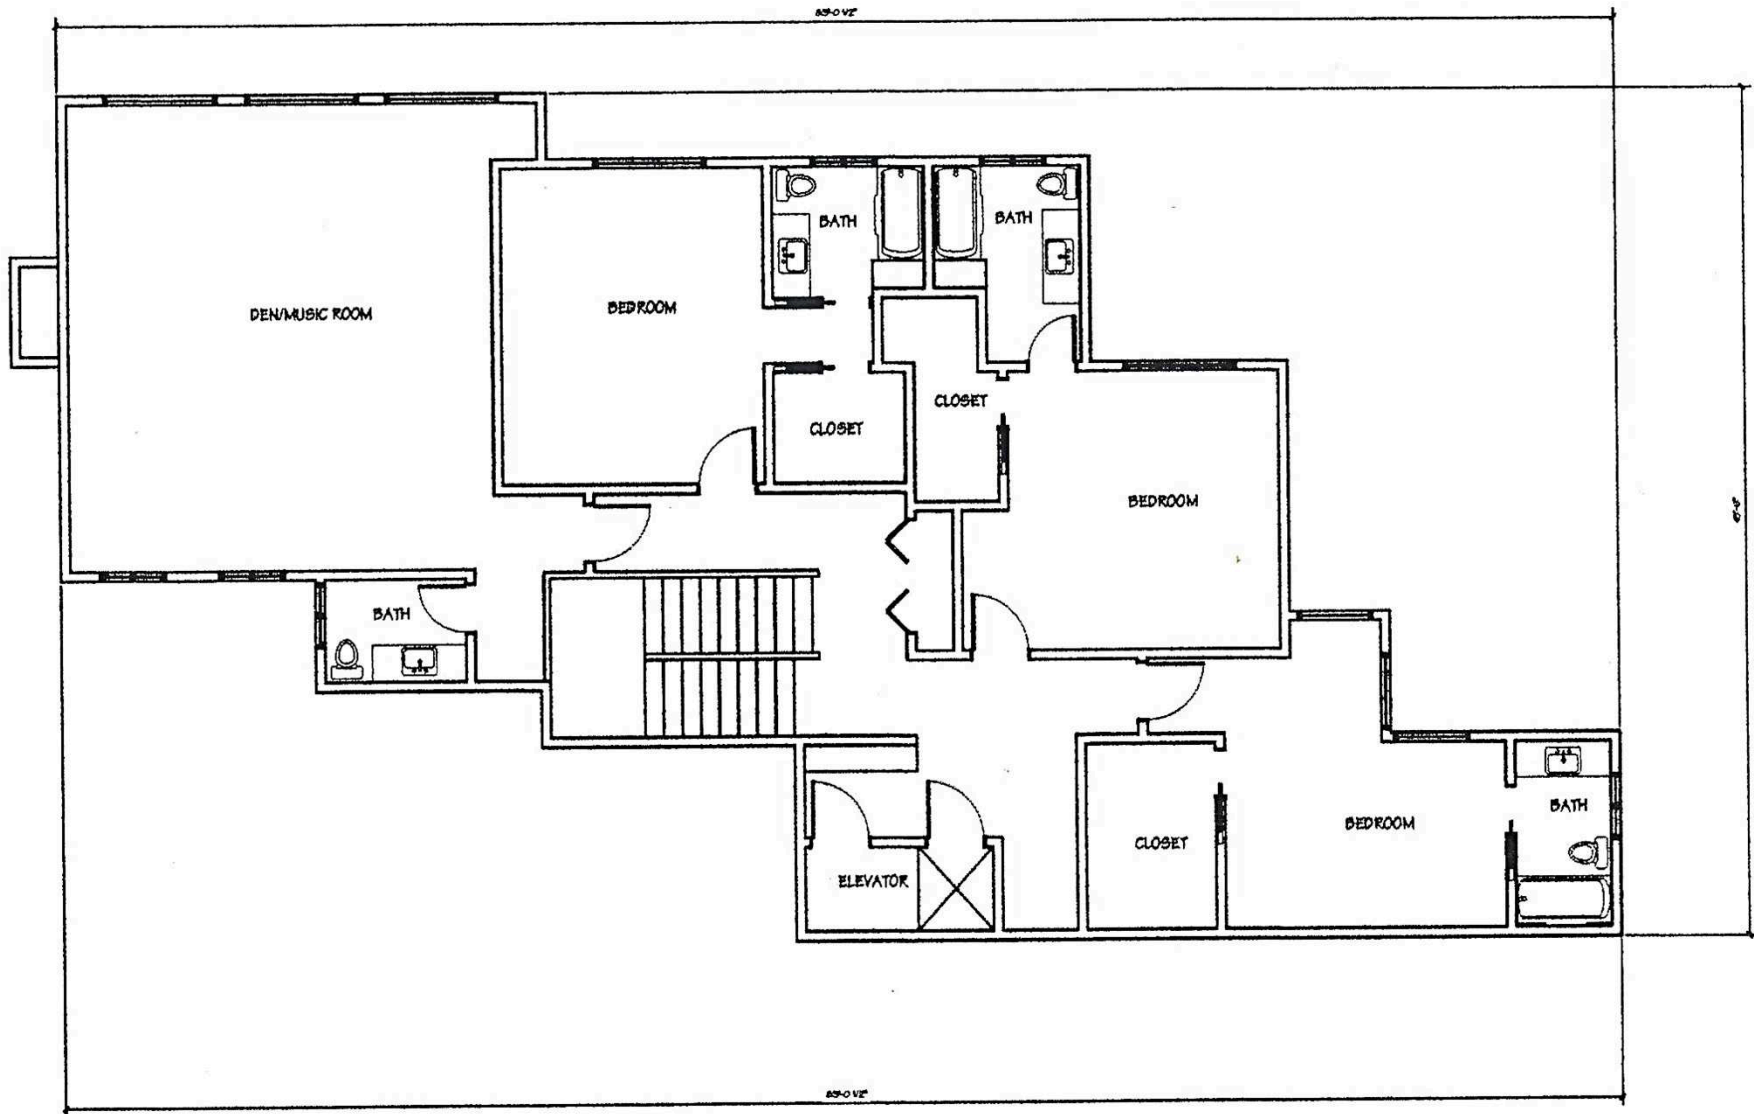 BATH
BATH
DEN/MUSIC ROOM
BEDROOM
CLOSET
CLOSET
BEDROOM
BATH
BATH
BEDROOM
CLOSET
ELEVATOR